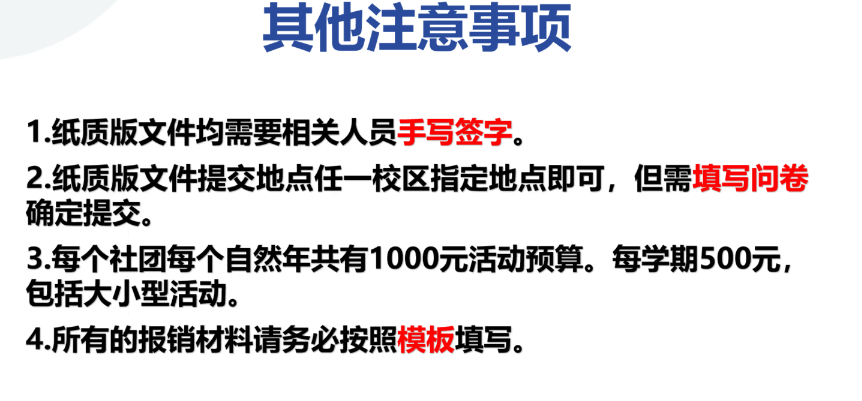 其他注意事项
1.纸质版文件均需要相关人员手写签字。
2.纸质版文件提交地点任一校区指定地点即可，但需填写问卷
确定提交。
3.每个社团每个自然年共有1000元活动预算。每学期500元，
包括大小型活动。
4.所有的报销材料请务必按照模板填写。